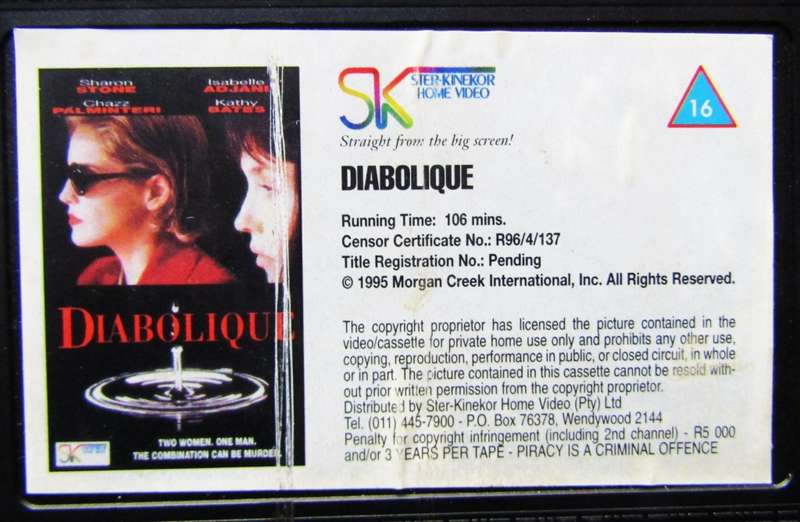 Sharon STONE
Isabelle ADJANI
Chazz PALMINTERI
Kathy BATES
DIABOLIQUE
TWO WOMEN. ONE MAN.
THE COMBINATION CAN BE MURDER.
SK
SK STER-KINEKOR
HOME VIDEO
Straight from the big screen!
16
DIABOLIQUE
Running Time: 106 mins.
Censor Certificate No.: R96/4/137
Title Registration No.: Pending
© 1995 Morgan Creek International, Inc. All Rights Reserved.
The copyright proprietor has licensed the picture contained in the
video/cassette for private home use only and prohibits any other use,
copying, reproduction, performance in public, or closed circuit, in whole
or in part. The picture contained in this cassette cannot be resold with-
out prior written permission from the copyright proprietor.
Distributed by Ster-Kinekor Home Video (Pty) Ltd
Tel. (011) 445-7900 - P.O. Box 76378, Wendywood 2144
Penalty for copyright infringement (including 2nd channel) - R5 000
and/or 3 YEARS PER TAPE - PIRACY IS A CRIMINAL OFFENCE